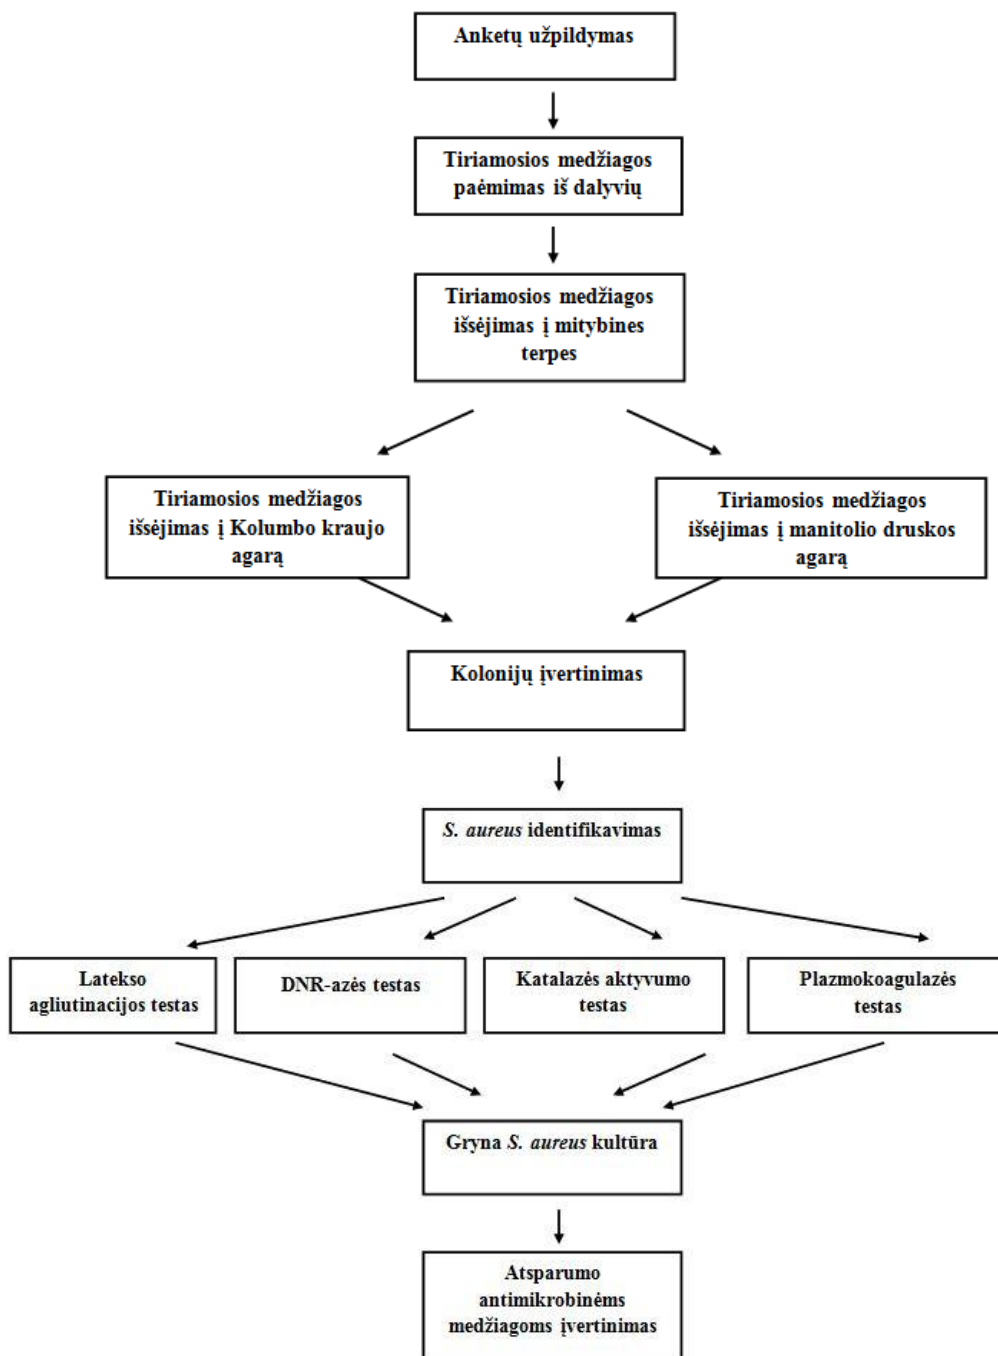 Anketų užpildymas
Tiriamosios medžiagos
paėmimas iš dalyvių
Tiriamosios medžiagos
išsėjimas į mitybines
terpes
Tiriamosios medžiagos
išsėjimas į Kolumbo kraujo
agarą
Tiriamosios medžiagos
išsėjimas į manitolio druskos
agarą
Kolonijų įvertinimas
S. aureus identifikavimas
Latekso
agliutinacijos testas
DNR-azės testas
Katalazės aktyvumo
testas
Plazmokoagulazės
testas
Gryna S. aureus kultūra
Atsparumo
antimikrobinėms
medžiagoms įvertinimas